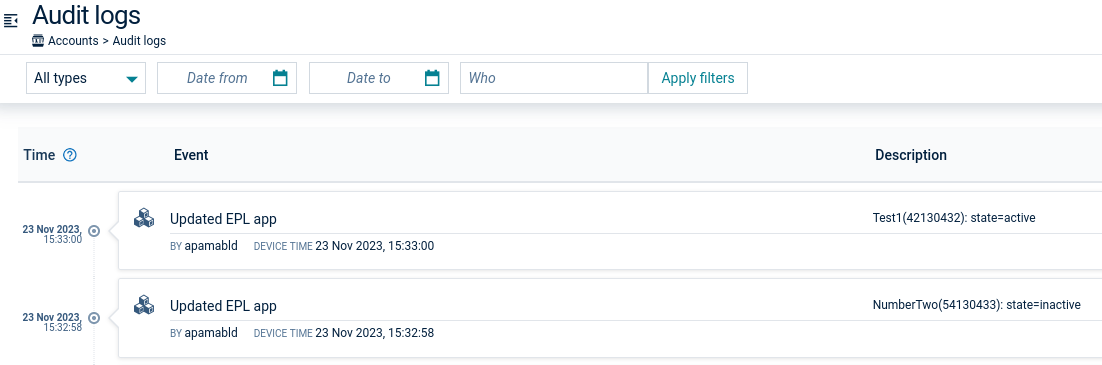 Audit logs
Accounts > Audit logs
All types
Date from
Date to
Who
Apply filters
Time ?
Event
Description
23 Nov 2023,
15:33:00
Updated EPL app
BY apamabld DEVICE TIME 23 Nov 2023, 15:33:00
Test1(42130432): state=active
23 Nov 2023,
15:32:58
Updated EPL app
BY apamabld DEVICE TIME 23 Nov 2023, 15:32:58
NumberTwo(54130433): state=inactive